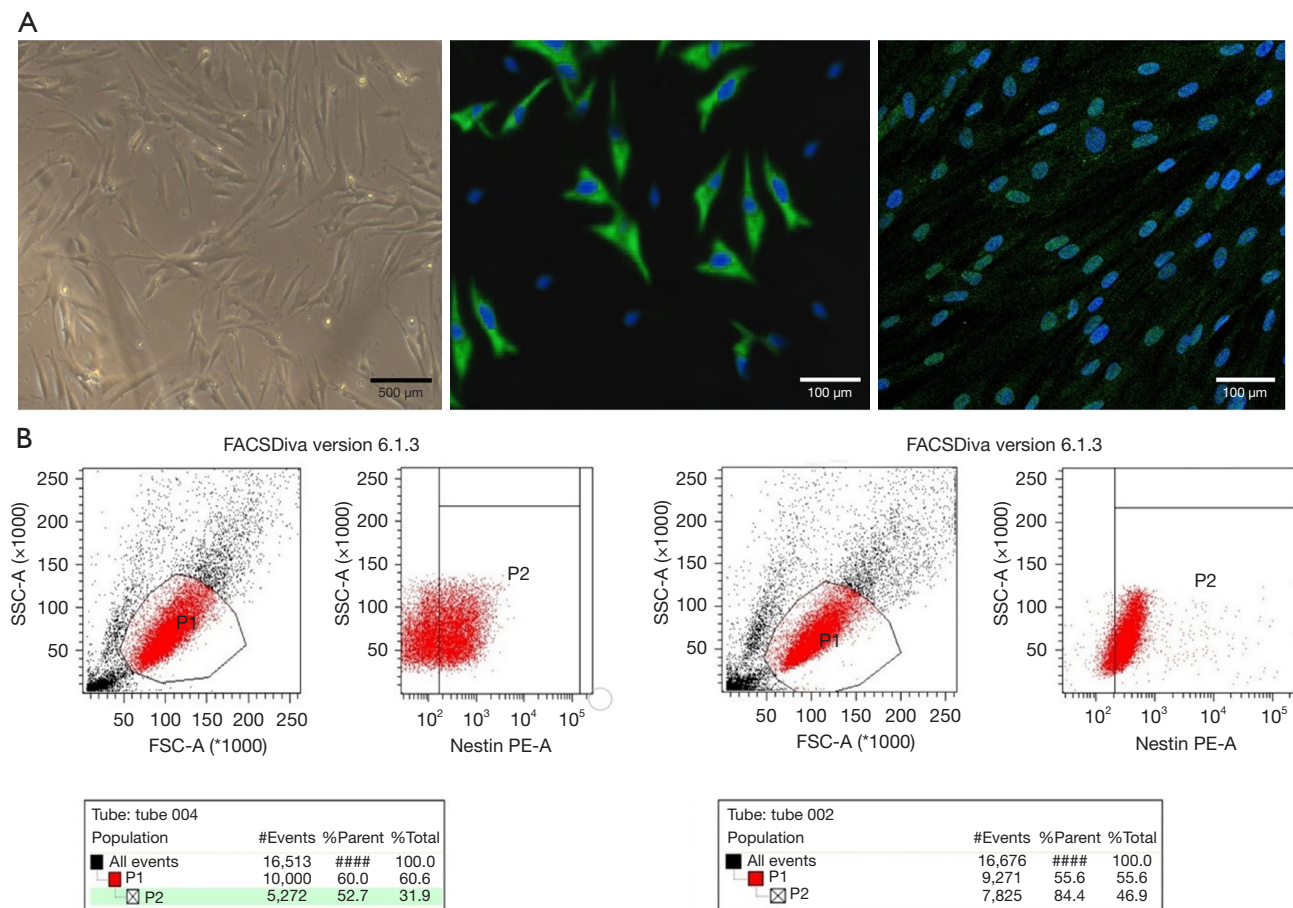 A
500 µm
100 µm
100 µm
B
FACSDiva version 6.1.3
FACSDiva version 6.1.3
SSC-A (×1000)
250
200
150
100
50
P1
50 100 150 200 250
FSC-A (*1000)
SSC-A (×1000)
250
200
150
100
50
P2
10² 10³ 10⁴ 10⁵
Nestin PE-A
SSC-A (×1000)
250
200
150
100
50
P1
50 100 150 200 250
FSC-A (*1000)
SSC-A (×1000)
250
200
150
100
50
P2
10² 10³ 10⁴ 10⁵
Nestin PE-A
Tube: tube 004
Population #Events %Parent %Total
All events 16,513 #### 100.0
P1 10,000 60.0 60.6
P2 5,272 52.7 31.9
Tube: tube 002
Population #Events %Parent %Total
All events 16,676 #### 100.0
P1 9,271 55.6 55.6
P2 7,825 84.4 46.9